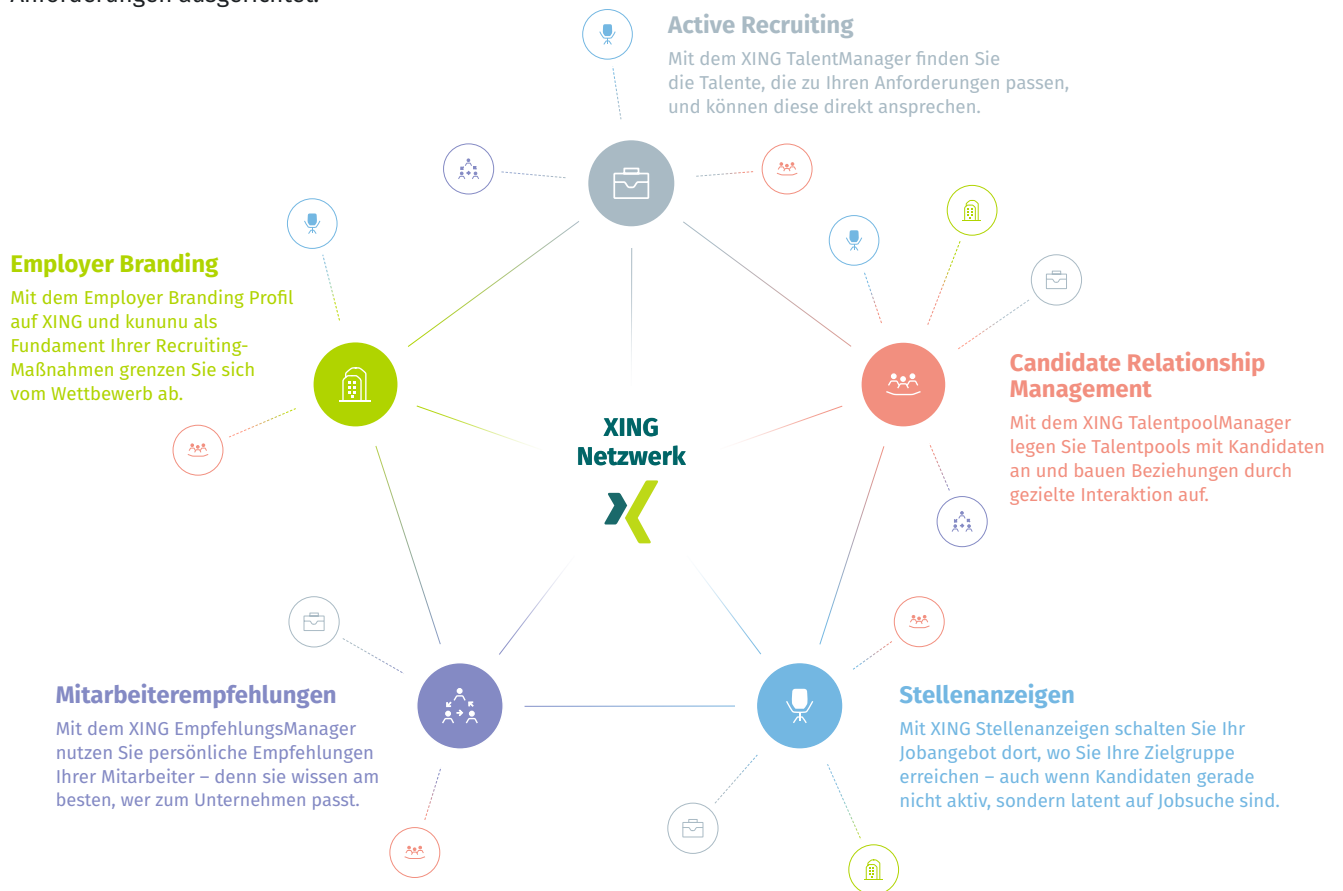 Anforderungen ausgerichtet.
Active Recruiting
Mit dem XING TalentManager finden Sie
die Talente, die zu Ihren Anforderungen passen,
und können diese direkt ansprechen.
Employer Branding
Mit dem Employer Branding Profil
auf XING und kununu als
Fundament Ihrer Recruiting-
Maßnahmen grenzen Sie sich
vom Wettbewerb ab.
Candidate Relationship
Management
Mit dem XING TalentpoolManager
legen Sie Talentpools mit Kandidaten
an und bauen Beziehungen durch
gezielte Interaktion auf.
XING
Netzwerk
Mitarbeiterempfehlungen
Mit dem XING EmpfehlungsManager
nutzen Sie persönliche Empfehlungen
Ihrer Mitarbeiter – denn sie wissen am
besten, wer zum Unternehmen passt.
Stellenanzeigen
Mit XING Stellenanzeigen schalten Sie Ihr
Jobangebot dort, wo Sie Ihre Zielgruppe
erreichen – auch wenn Kandidaten gerade
nicht aktiv, sondern latent auf Jobsuche sind.